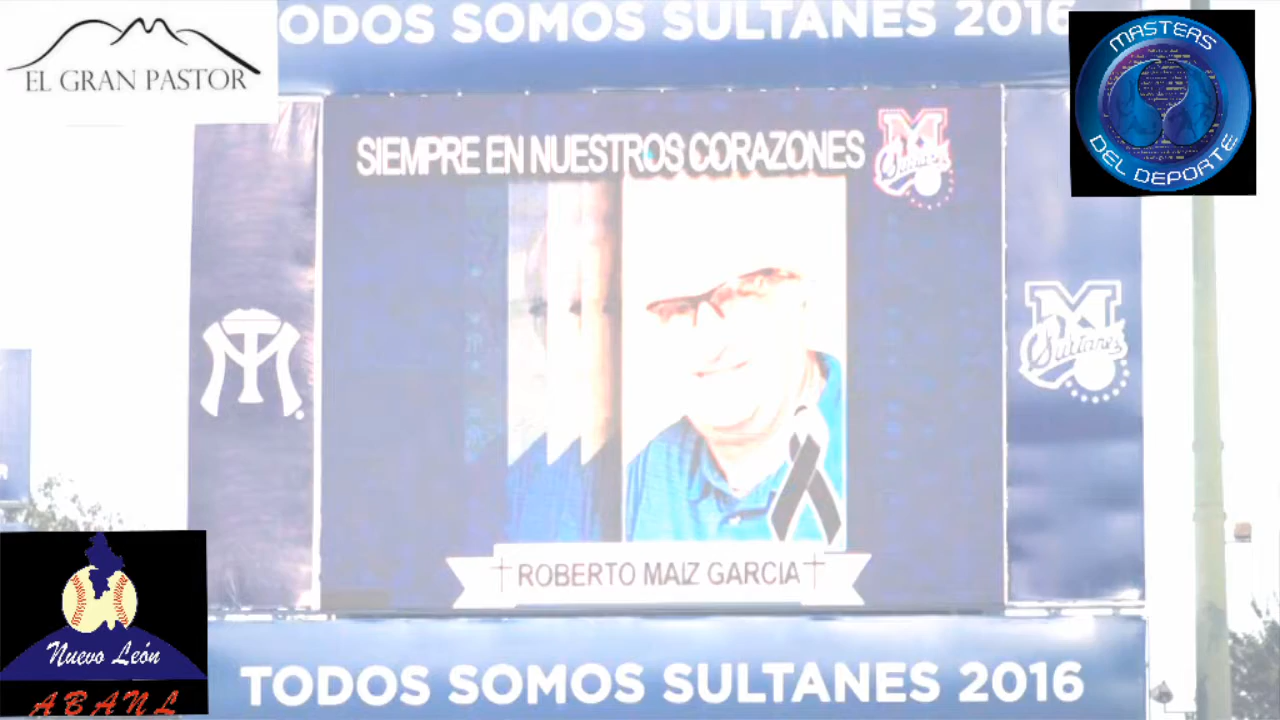 TODOS SOMOS SULTANES 2016
EL GRAN PASTOR
MASTERS
DEL DEPORTE
SIEMPRE EN NUESTROS CORAZONES
M
Sultanes
M
Sultanes
ROBERTO MAIZ GARCIA
Nuevo León
ABANL
TODOS SOMOS SULTANES 2016